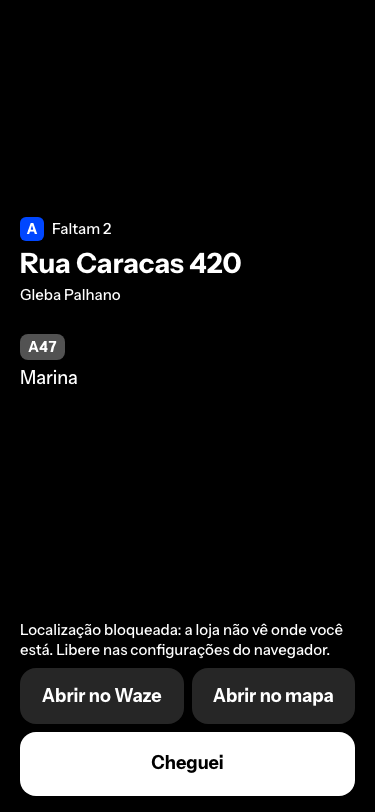 A Faltam 2
Rua Caracas 420
Gleba Palhano
A47
Marina
Localização bloqueada: a loja não vê onde você
está. Libere nas configurações do navegador.
Abrir no Waze Abrir no mapa
Cheguei